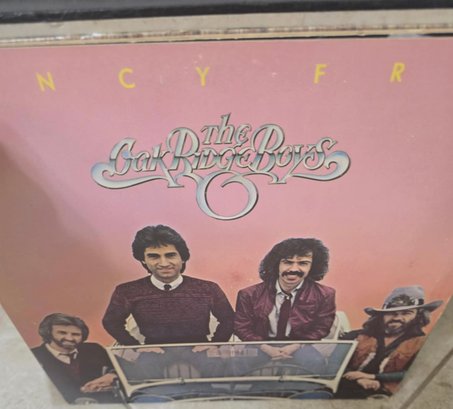 N C Y F R
The
Oak Ridge Boys